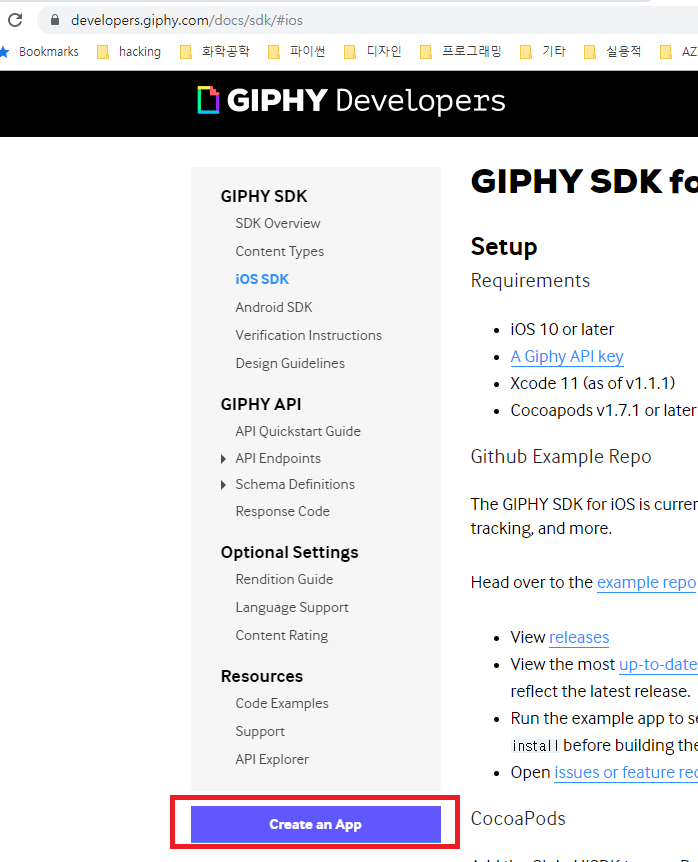 developers.giphy.com/docs/sdk/#ios
Bookmarks hacking 화학공학 파이썬 디자인 프로그래밍 기타 실용적 AZ
GIPHY Developers
GIPHY SDK
SDK Overview
Content Types
iOS SDK
Android SDK
Verification Instructions
Design Guidelines
GIPHY API
API Quickstart Guide
API Endpoints
Schema Definitions
Response Code
Optional Settings
Rendition Guide
Language Support
Content Rating
Resources
Code Examples
Support
API Explorer
Create an App
GIPHY SDK fo
Setup
Requirements
iOS 10 or later
A Giphy API key
Xcode 11 (as of v1.1.1)
Cocoapods v1.7.1 or later
Github Example Repo
The GIPHY SDK for iOS is curren
tracking, and more.
Head over to the example repo
View releases
View the most up-to-date
reflect the latest release.
Run the example app to se
install before building the
Open issues or feature rec
CocoaPods